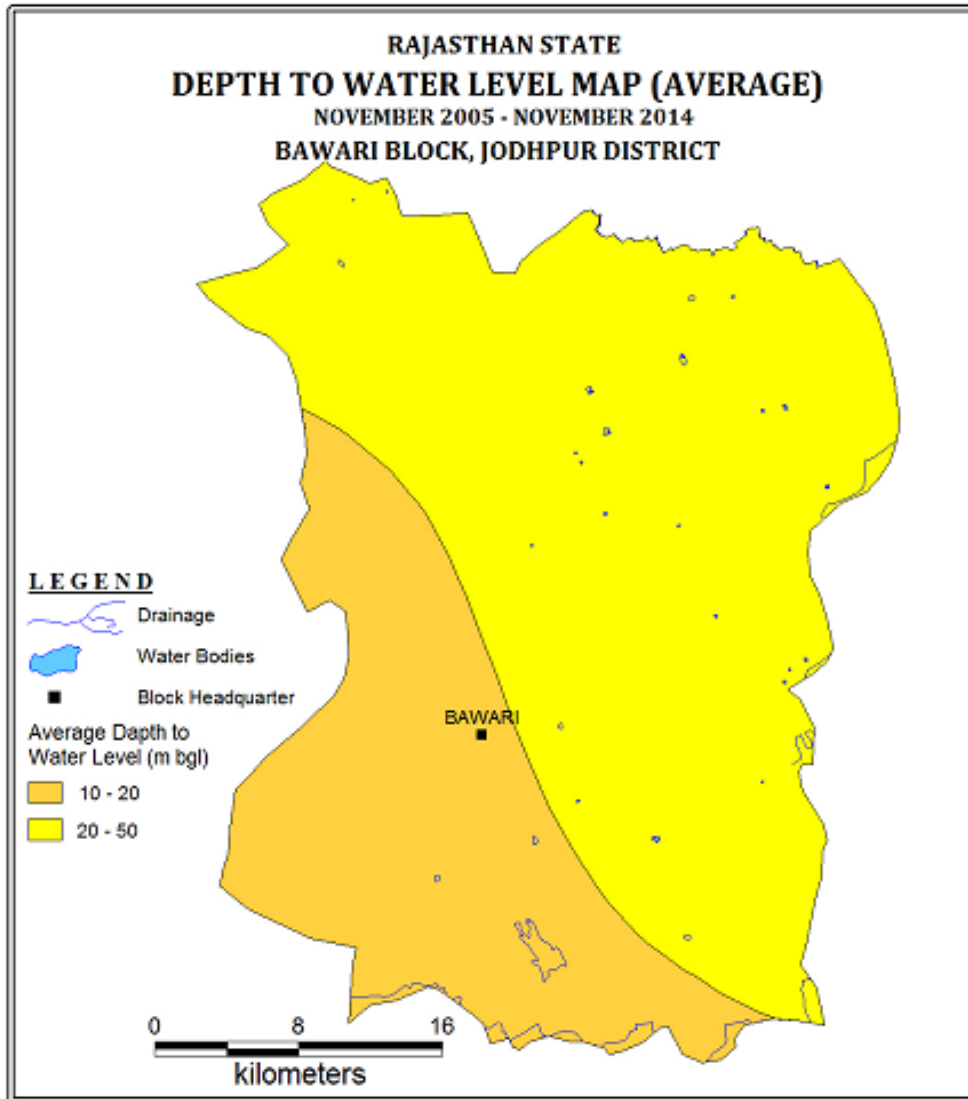 RAJASTHAN STATE
DEPTH TO WATER LEVEL MAP (AVERAGE)
NOVEMBER 2005 - NOVEMBER 2014
BAWARI BLOCK, JODHPUR DISTRICT
LEGEND
Drainage
Water Bodies
Block Headquarter
Average Dapth to
Water Level (m bgl)
10 - 20
20 - 50
BAWARI
0 8 16
kilometers